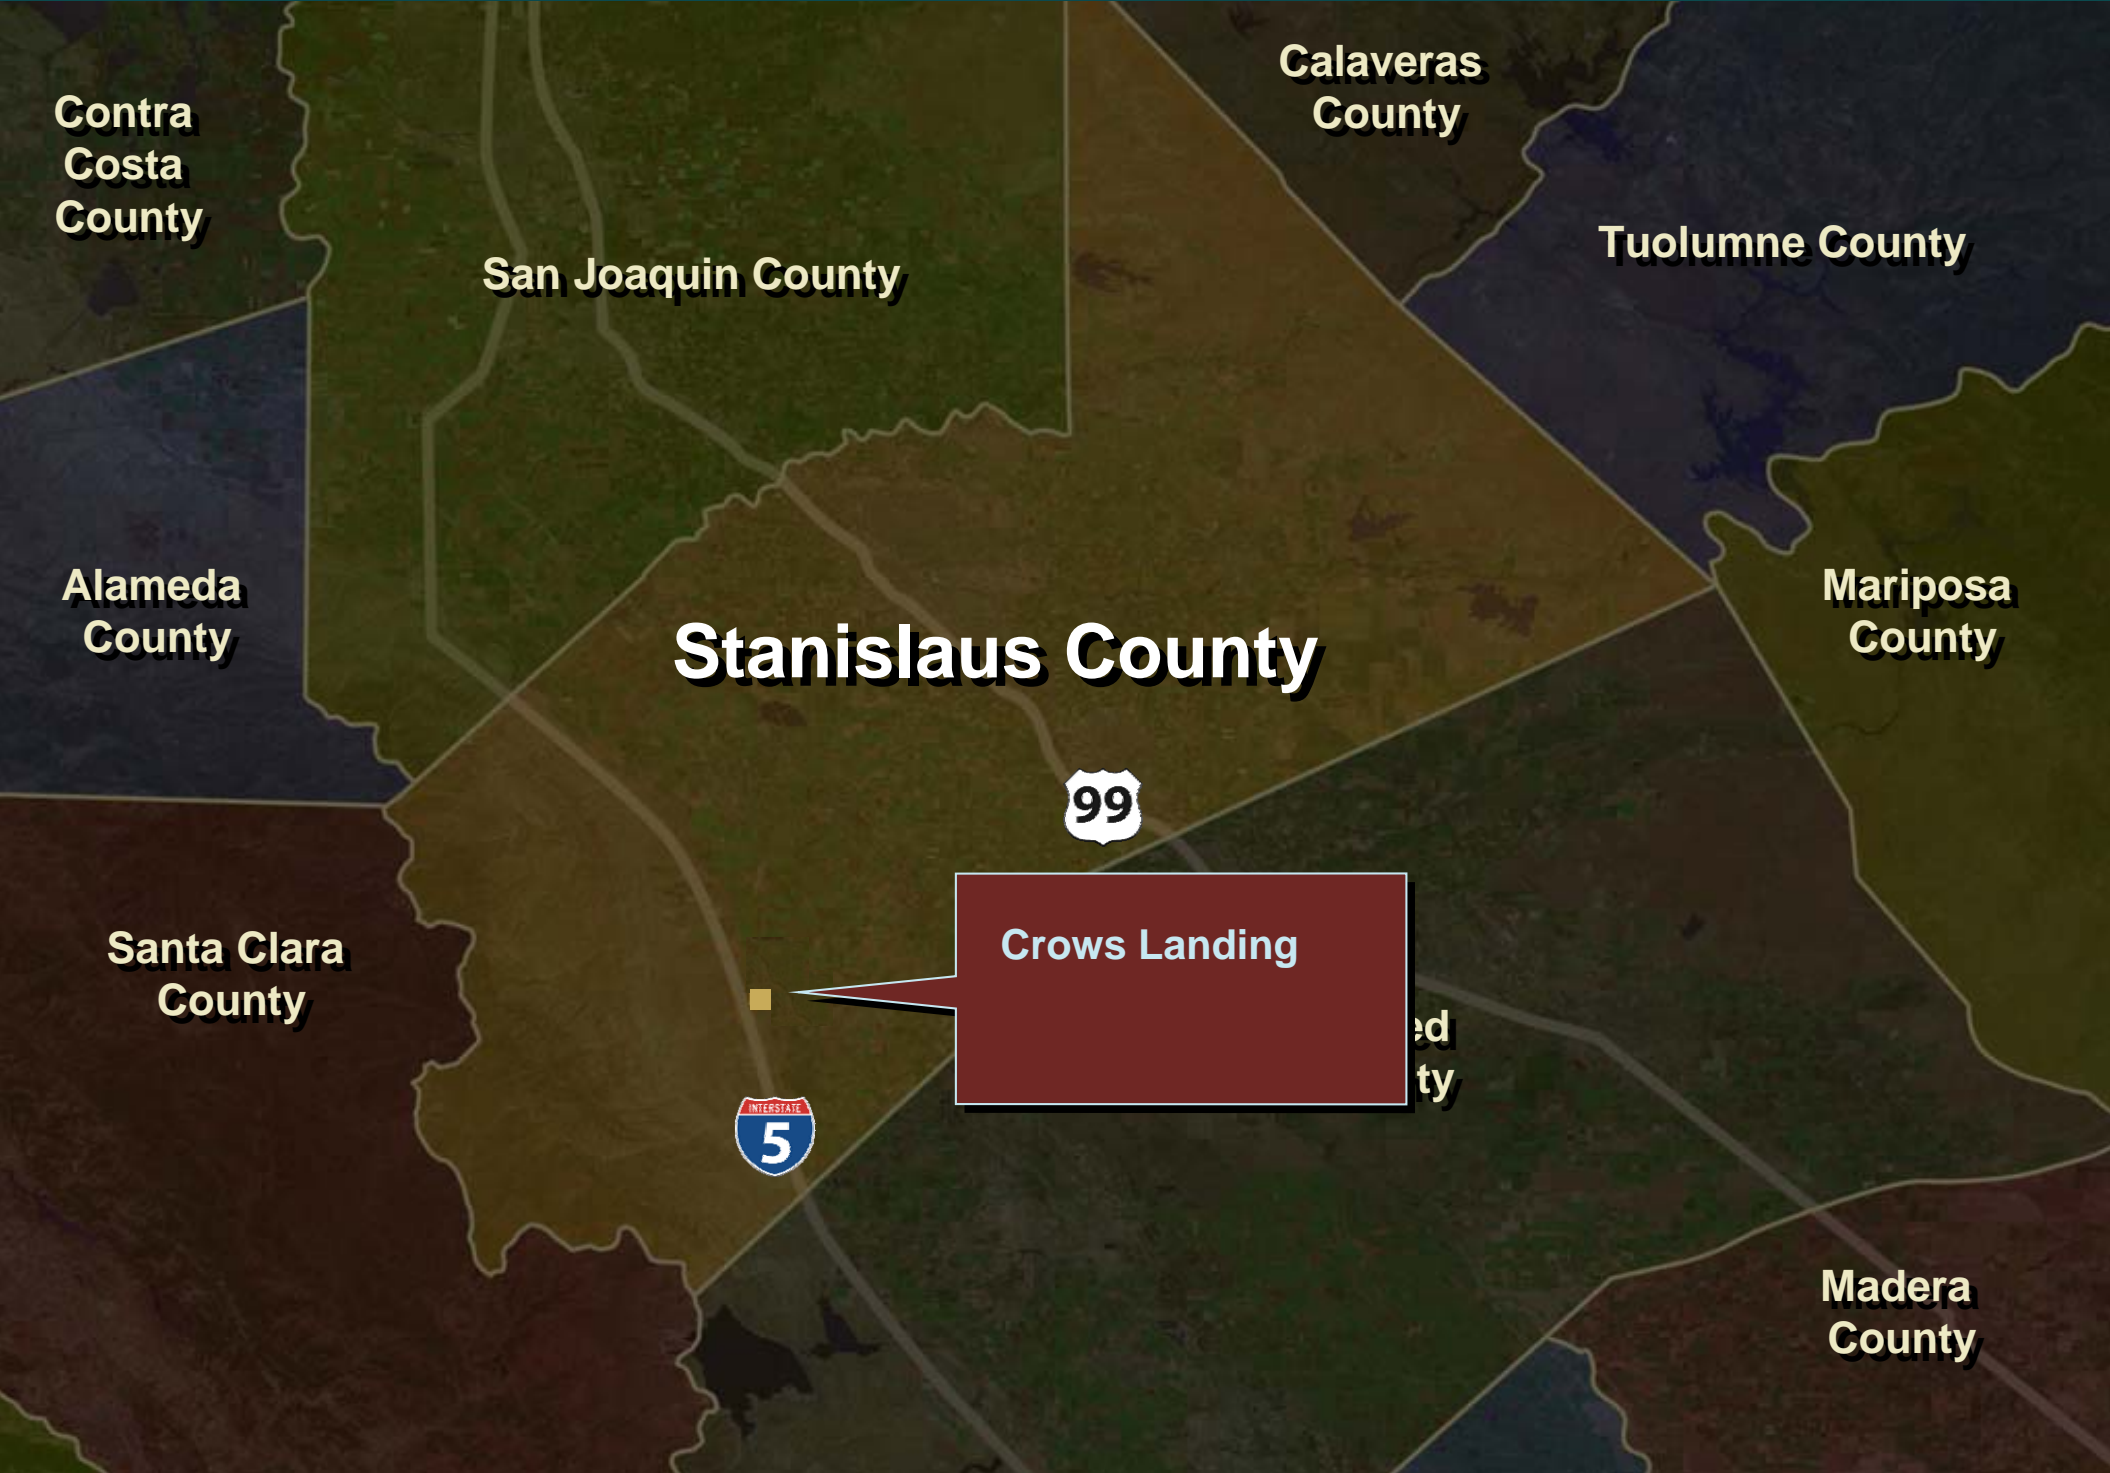 Calaveras
County
Contra
Costa
County
Tuolumne County
San Joaquin County
Alameda
County
Mariposa
County
Stanislaus County
99
Crows Landing
Santa Clara
County
ed
ty
INTERSTATE
5
Madera
County